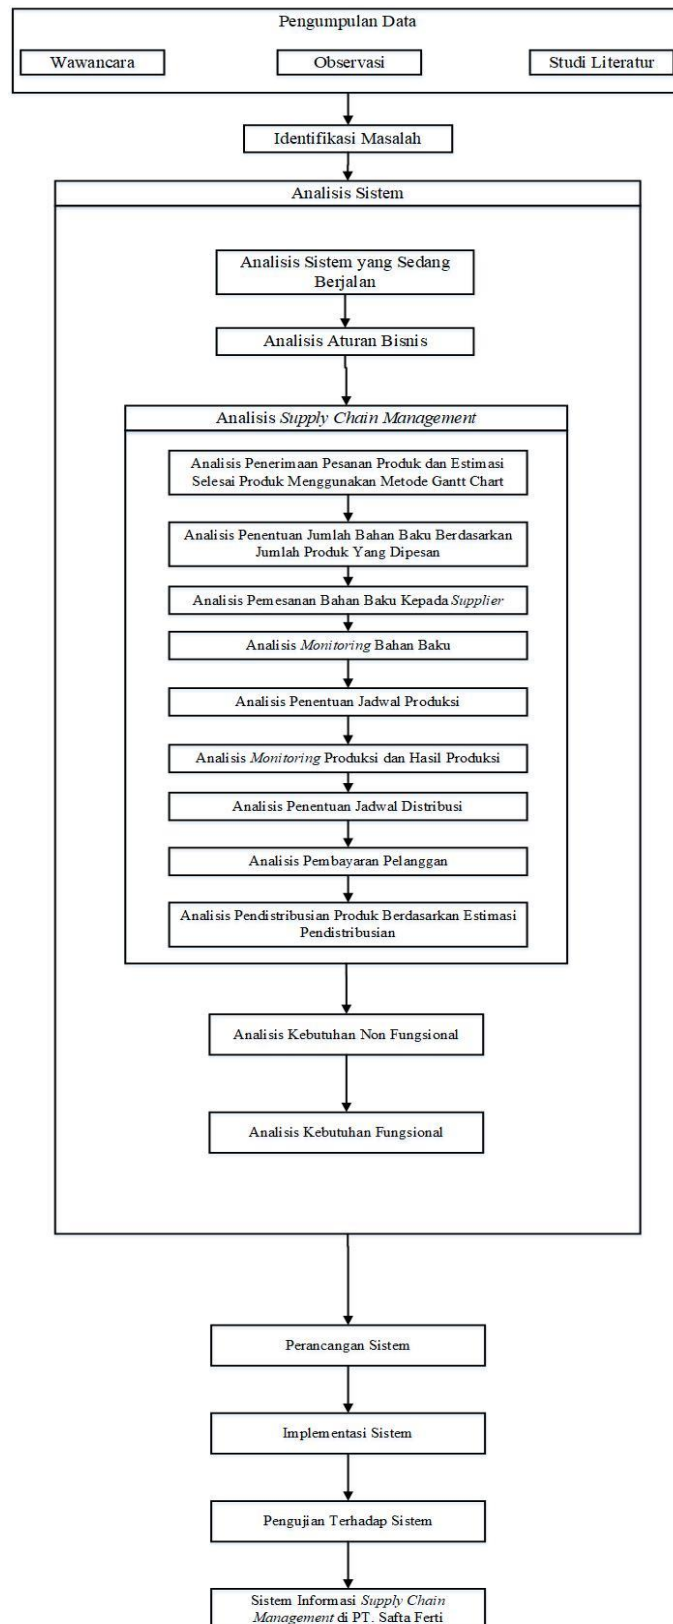 Pengumpulan Data
Wawancara
Observasi
Studi Literatur
Identifikasi Masalah
Analisis Sistem
Analisis Sistem yang Sedang
Berjalan
Analisis Aturan Bisnis
Analisis Supply Chain Management
Analisis Penerimaan Pesanan Produk dan Estimasi
Selesai Produk Menggunakan Metode Gantt Chart
Analisis Penentuan Jumlah Bahan Baku Berdasarkan
Jumlah Produk Yang Dipesan
Analisis Pemesanan Bahan Baku Kepada Supplier
Analisis Monitoring Bahan Baku
Analisis Penentuan Jadwal Produksi
Analisis Monitoring Produksi dan Hasil Produksi
Analisis Penentuan Jadwal Distribusi
Analisis Pembayaran Pelanggan
Analisis Pendistribusian Produk Berdasarkan Estimasi
Pendistribusian
Analisis Kebutuhan Non Fungsional
Analisis Kebutuhan Fungsional
Perancangan Sistem
Implementasi Sistem
Pengujian Terhadap Sistem
Sistem Informasi Supply Chain
Management di PT. Safta Ferti